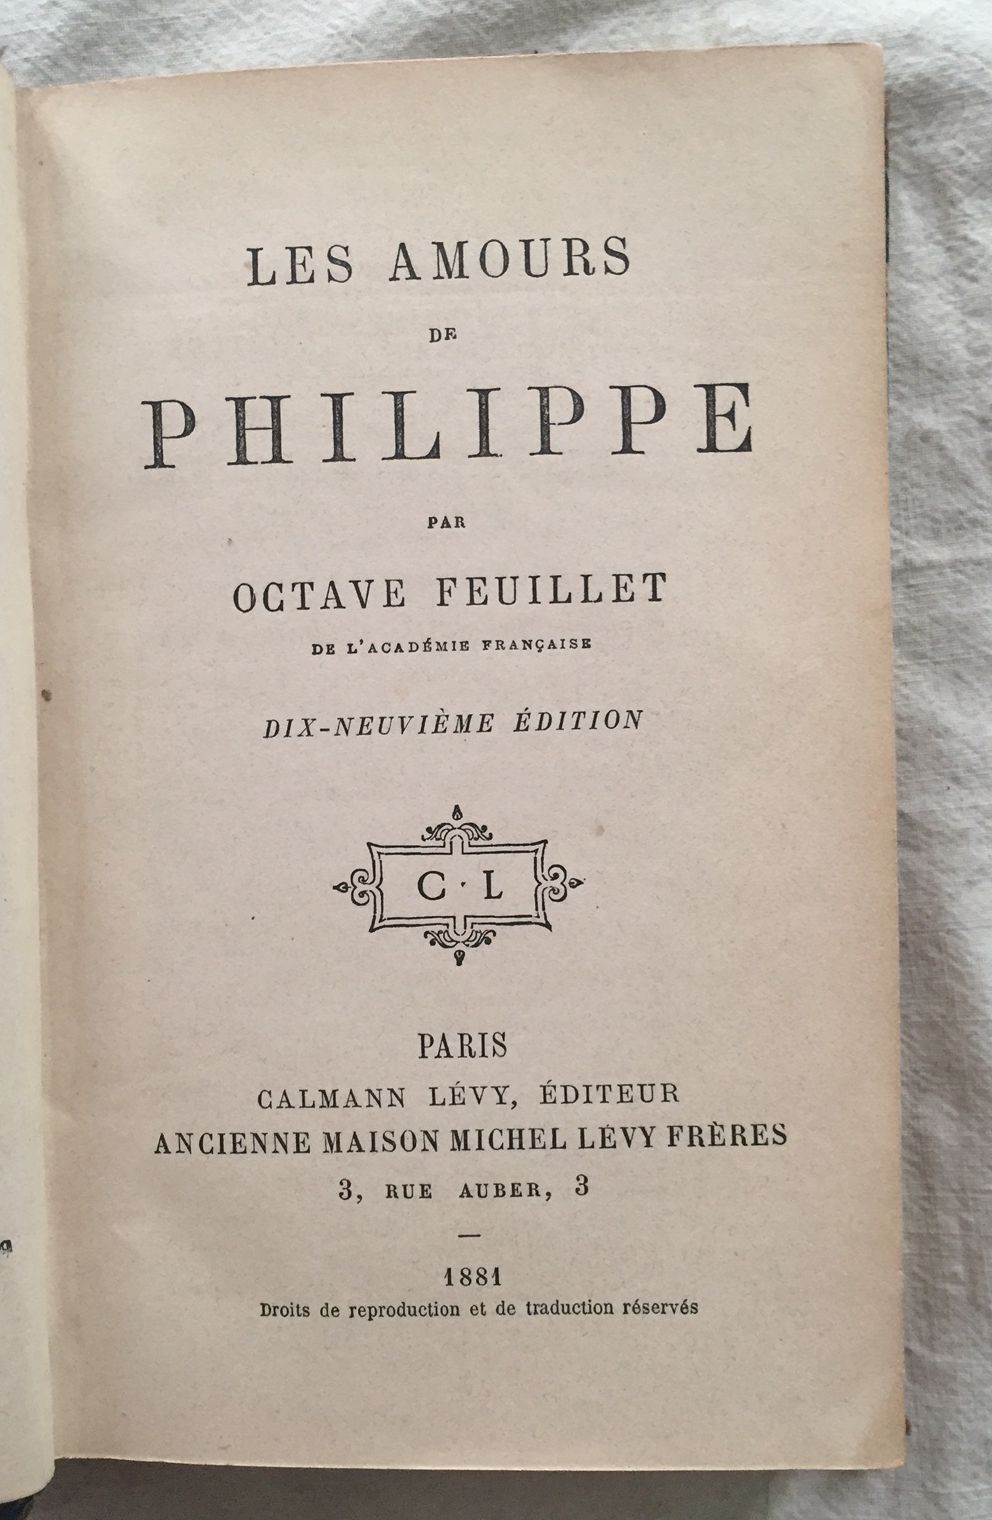 LES AMOURS
DE
PHILIPPE
PAR
OCTAVE FEUILLET
DE L'ACADÉMIE FRANÇAISE
DIX-NEUVIÈME ÉDITION
C · L
PARIS
CALMANN LÉVY, ÉDITEUR
ANCIENNE MAISON MICHEL LÉVY FRÈRES
3, RUE AUBER, 3
—
1881
Droits de reproduction et de traduction réservés